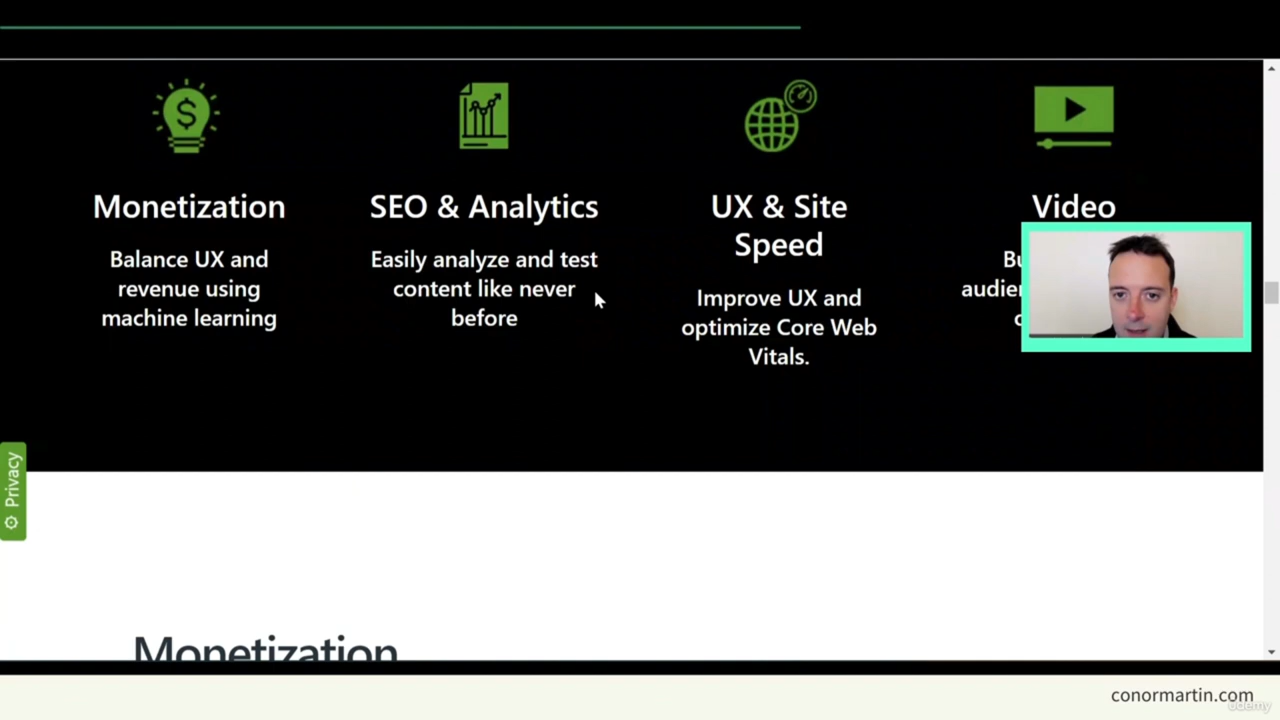 Monetization
Balance UX and
revenue using
machine learning
SEO & Analytics
Easily analyze and test
content like never
before
UX & Site
Speed
Improve UX and
optimize Core Web
Vitals.
Video
Privacy
Monetization
conormartin.com
udemy